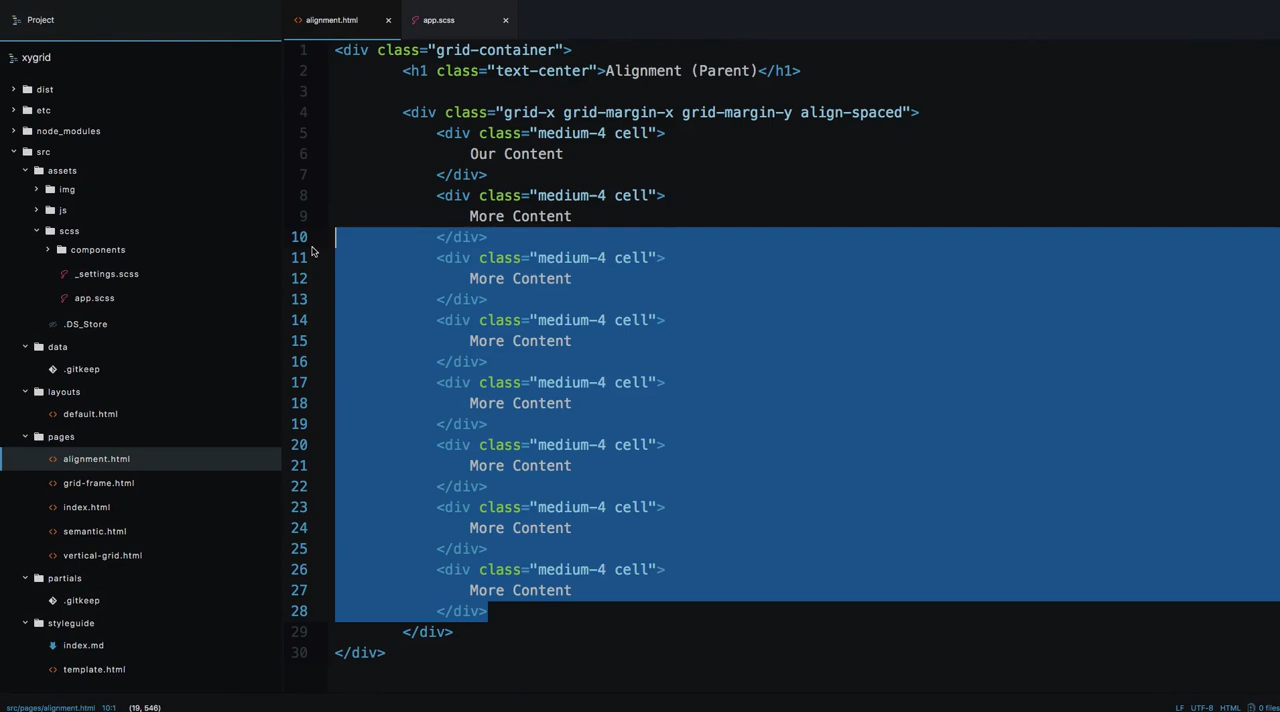 Project
xygrid
dist
etc
node_modules
src
assets
img
js
scss
components
_settings.scss
app.scss
.DS_Store
data
.gitkeep
layouts
default.html
pages
alignment.html
grid-frame.html
index.html
semantic.html
vertical-grid.html
partials
.gitkeep
styleguide
index.md
template.html
alignment.html × app.scss ×
1 <div class="grid-container">
2 <h1 class="text-center">Alignment (Parent)</h1>
3
4 <div class="grid-x grid-margin-x grid-margin-y align-spaced">
5 <div class="medium-4 cell">
6 Our Content
7 </div>
8 <div class="medium-4 cell">
9 More Content
10 </div>
11 <div class="medium-4 cell">
12 More Content
13 </div>
14 <div class="medium-4 cell">
15 More Content
16 </div>
17 <div class="medium-4 cell">
18 More Content
19 </div>
20 <div class="medium-4 cell">
21 More Content
22 </div>
23 <div class="medium-4 cell">
24 More Content
25 </div>
26 <div class="medium-4 cell">
27 More Content
28 </div>
29 </div>
30 </div>
src/pages/alignment.html 10:1 (19, 546) LF UTF-8 HTML 0 files